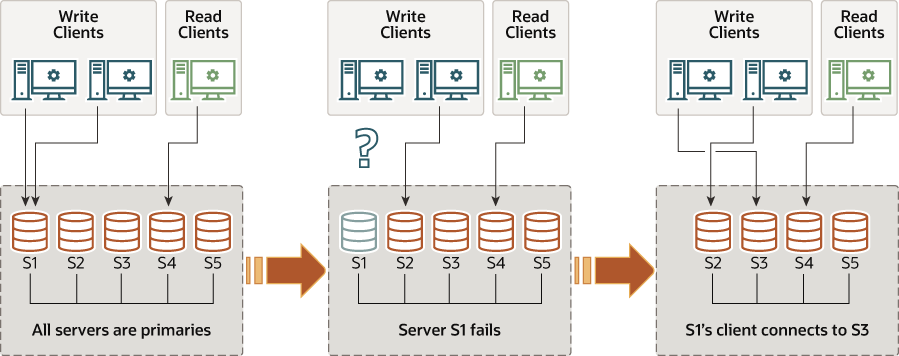 Write
Clients
Read
Clients
S1 S2 S3 S4 S5
All servers are primaries
Write
Clients
Read
Clients
?
S1 S2 S3 S4 S5
Server S1 fails
Write
Clients
Read
Clients
S2 S3 S4 S5
S1's client connects to S3